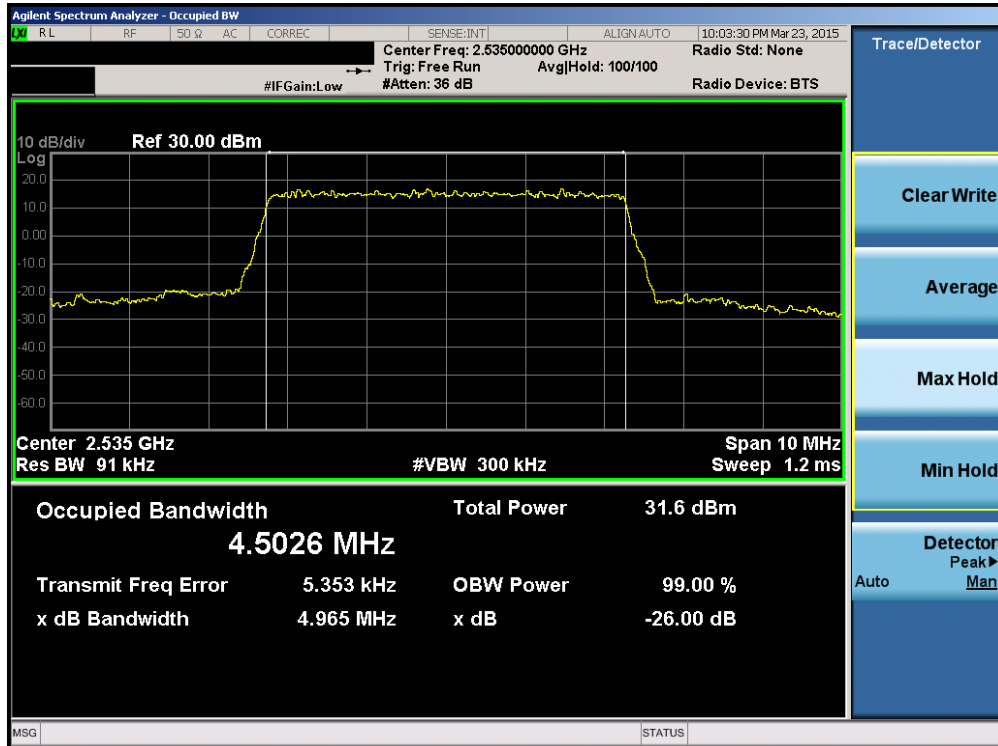 Agilent Spectrum Analyzer - Occupied BW
LXI RL RF 50 Ω AC CORREC SENSE:INT ALIGN AUTO 10:03:30 PM Mar 23, 2015
Center Freq: 2.535000000 GHz Radio Std: None
Trig: Free Run Avg|Hold: 100/100
#IFGain:Low #Atten: 36 dB Radio Device: BTS
10 dB/div Ref 30.00 dBm
Log
20.0
10.0
0.00
-10.0
-20.0
-30.0
-40.0
-50.0
-60.0
Center 2.535 GHz Span 10 MHz
Res BW 91 kHz #VBW 300 kHz Sweep 1.2 ms
Occupied Bandwidth Total Power 31.6 dBm
4.5026 MHz
Transmit Freq Error 5.353 kHz OBW Power 99.00 %
x dB Bandwidth 4.965 MHz x dB -26.00 dB
MSG STATUS
Trace/Detector
Clear Write
Average
Max Hold
Min Hold
Detector
Peak▶
Auto Man